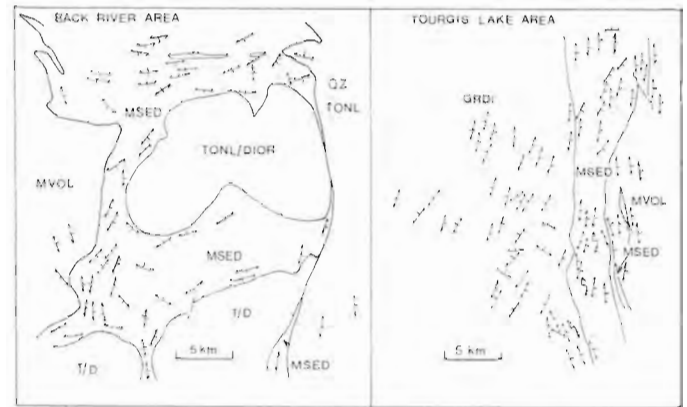 BACK RIVER AREA
MSED
QZ
TONL
TONL/DIOR
MVOL
MSED
T/D
5 km
T/D
MSED
TOURGIS LAKE AREA
GRDI
MSED
MVOL
MSED
5 km